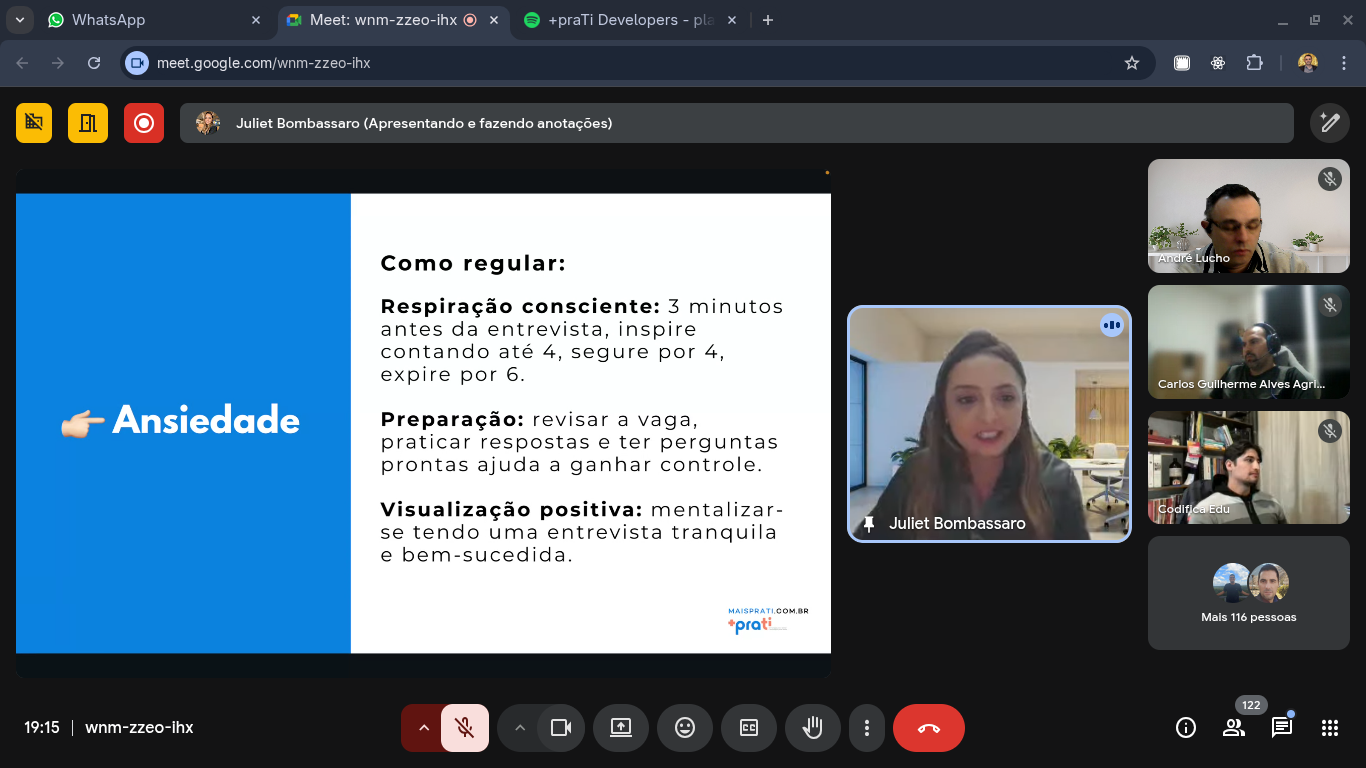 WhatsApp
Meet: wnm-zzeo-ihx
+praTi Developers - pla
meet.google.com/wnm-zzeo-ihx
Juliet Bombassaro (Apresentando e fazendo anotações)
👉🏻 Ansiedade
Como regular:
Respiração consciente: 3 minutos
antes da entrevista, inspire
contando até 4, segure por 4,
expire por 6.
Preparação: revisar a vaga,
praticar respostas e ter perguntas
prontas ajuda a ganhar controle.
Visualização positiva: mentalizar-
se tendo uma entrevista tranquila
e bem-sucedida.
MAISPRATI.COM.BR
+prati
Juliet Bombassaro
André Lucho
Carlos Guilherme Alves Agri...
Codifica Edu
Mais 116 pessoas
19:15 | wnm-zzeo-ihx
CC
122